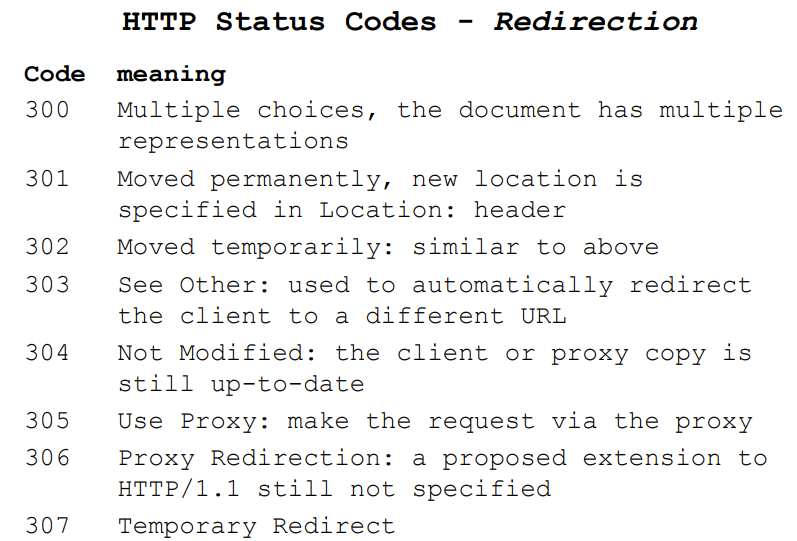 HTTP Status Codes - Redirection
Code meaning
300 Multiple choices, the document has multiple
representations
301 Moved permanently, new location is
specified in Location: header
302 Moved temporarily: similar to above
303 See Other: used to automatically redirect
the client to a different URL
304 Not Modified: the client or proxy copy is
still up-to-date
305 Use Proxy: make the request via the proxy
306 Proxy Redirection: a proposed extension to
HTTP/1.1 still not specified
307 Temporary Redirect